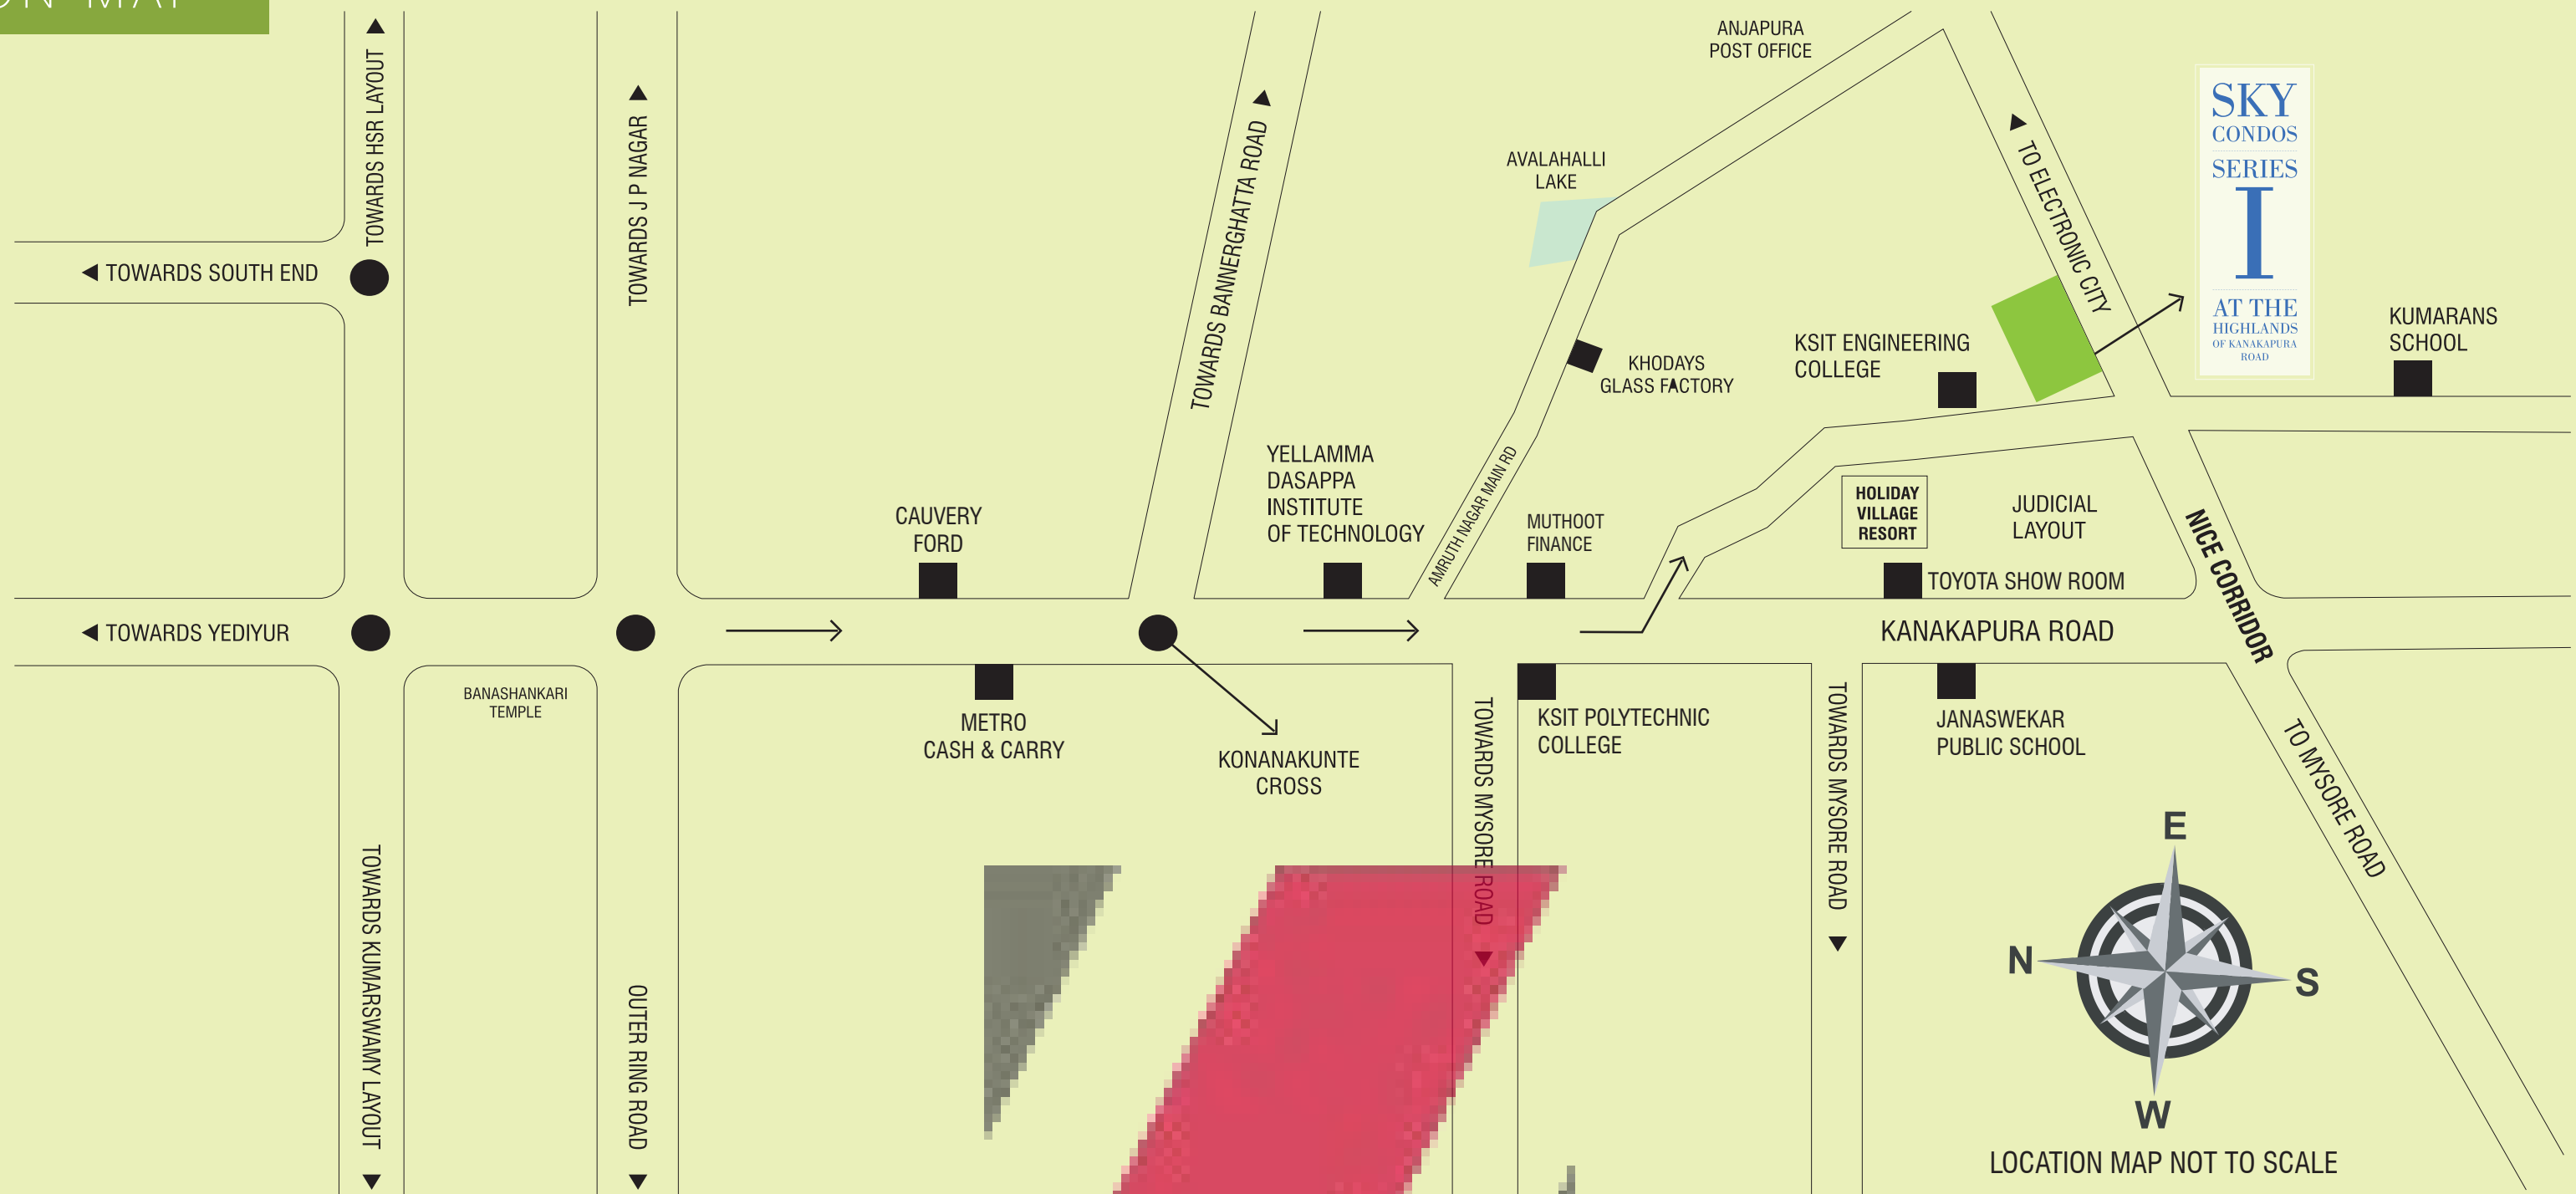 TOWARDS HSR LAYOUT
TOWARDS J P NAGAR
TOWARDS SOUTH END
TOWARDS BANNERGHATTA ROAD
ANJAPURA
POST OFFICE
AVALAHALLI
LAKE
TO ELECTRONIC CITY
SKY
CONDOS
SERIES
I
AT THE
HIGHLANDS
OF KANAKAPURA
ROAD
KUMARANS
SCHOOL
KSIT ENGINEERING
COLLEGE
KHODAYS
GLASS FACTORY
AMRUTH NAGAR MAIN RD
YELLAMMA
DASAPPA
INSTITUTE
OF TECHNOLOGY
CAUVERY
FORD
MUTHOOT
FINANCE
HOLIDAY
VILLAGE
RESORT
JUDICIAL
LAYOUT
TOYOTA SHOW ROOM
NICE CORRIDOR
TOWARDS YEDIYUR
KANAKAPURA ROAD
BANASHANKARI
TEMPLE
METRO
CASH & CARRY
KONANAKUNTE
CROSS
TOWARDS MYSORE ROAD
KSIT POLYTECHNIC
COLLEGE
TOWARDS MYSORE ROAD
JANASWEKAR
PUBLIC SCHOOL
TO MYSORE ROAD
TOWARDS KUMARSWAMY LAYOUT
OUTER RING ROAD
E
N
S
W
LOCATION MAP NOT TO SCALE